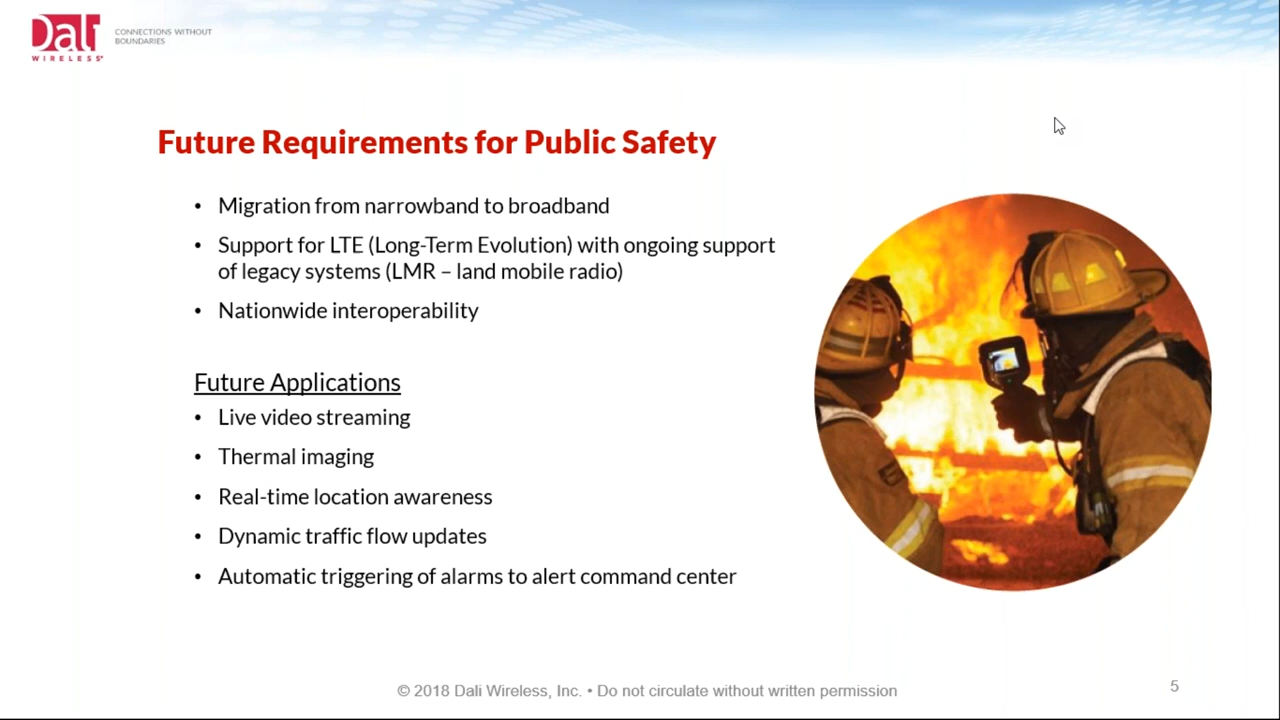 Dali
WIRELESS
CONNECTIONS WITHOUT
BOUNDARIES
Future Requirements for Public Safety
• Migration from narrowband to broadband
• Support for LTE (Long-Term Evolution) with ongoing support
of legacy systems (LMR – land mobile radio)
• Nationwide interoperability
Future Applications
• Live video streaming
• Thermal imaging
• Real-time location awareness
• Dynamic traffic flow updates
• Automatic triggering of alarms to alert command center
© 2018 Dali Wireless, Inc. • Do not circulate without written permission
5